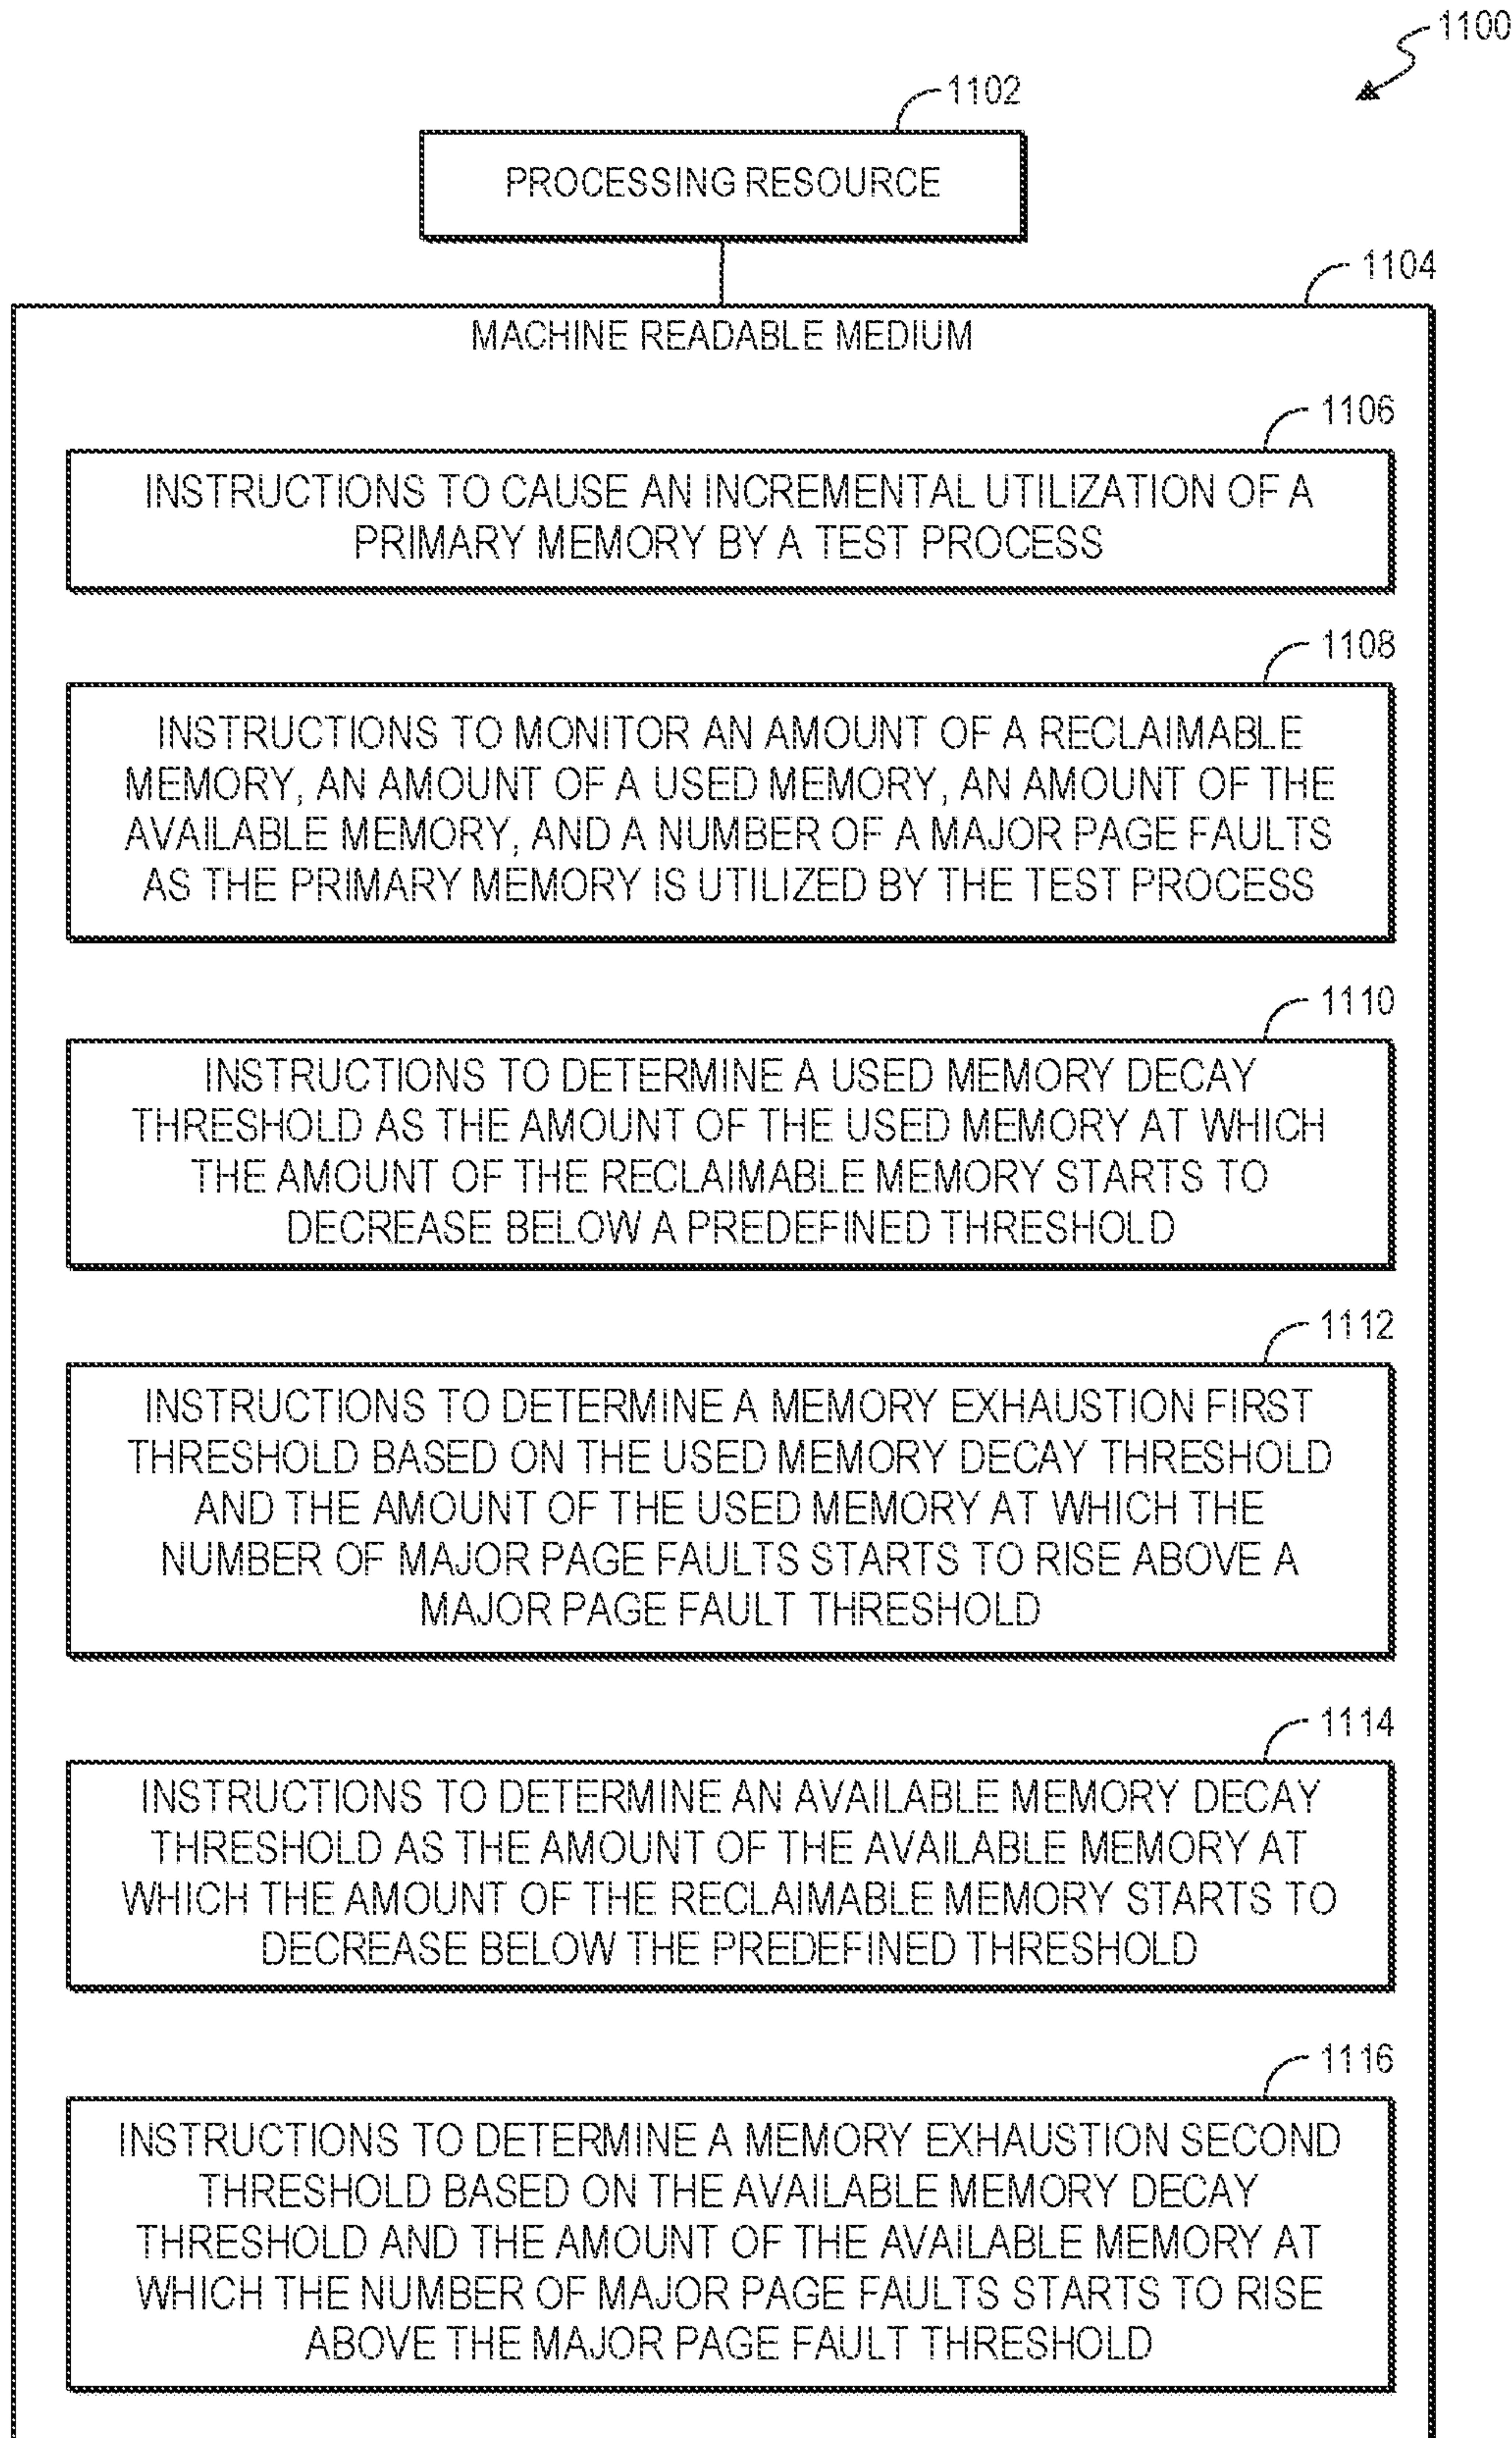 1100
1102
PROCESSING RESOURCE
1104
MACHINE READABLE MEDIUM
1106
INSTRUCTIONS TO CAUSE AN INCREMENTAL UTILIZATION OF A
PRIMARY MEMORY BY A TEST PROCESS
1108
INSTRUCTIONS TO MONITOR AN AMOUNT OF A RECLAIMABLE
MEMORY, AN AMOUNT OF A USED MEMORY, AN AMOUNT OF THE
AVAILABLE MEMORY, AND A NUMBER OF A MAJOR PAGE FAULTS
AS THE PRIMARY MEMORY IS UTILIZED BY THE TEST PROCESS
1110
INSTRUCTIONS TO DETERMINE A USED MEMORY DECAY
THRESHOLD AS THE AMOUNT OF THE USED MEMORY AT WHICH
THE AMOUNT OF THE RECLAIMABLE MEMORY STARTS TO
DECREASE BELOW A PREDEFINED THRESHOLD
1112
INSTRUCTIONS TO DETERMINE A MEMORY EXHAUSTION FIRST
THRESHOLD BASED ON THE USED MEMORY DECAY THRESHOLD
AND THE AMOUNT OF THE USED MEMORY AT WHICH THE
NUMBER OF MAJOR PAGE FAULTS STARTS TO RISE ABOVE A
MAJOR PAGE FAULT THRESHOLD
1114
INSTRUCTIONS TO DETERMINE AN AVAILABLE MEMORY DECAY
THRESHOLD AS THE AMOUNT OF THE AVAILABLE MEMORY AT
WHICH THE AMOUNT OF THE RECLAIMABLE MEMORY STARTS TO
DECREASE BELOW THE PREDEFINED THRESHOLD
1116
INSTRUCTIONS TO DETERMINE A MEMORY EXHAUSTION SECOND
THRESHOLD BASED ON THE AVAILABLE MEMORY DECAY
THRESHOLD AND THE AMOUNT OF THE AVAILABLE MEMORY AT
WHICH THE NUMBER OF MAJOR PAGE FAULTS STARTS TO RISE
ABOVE THE MAJOR PAGE FAULT THRESHOLD